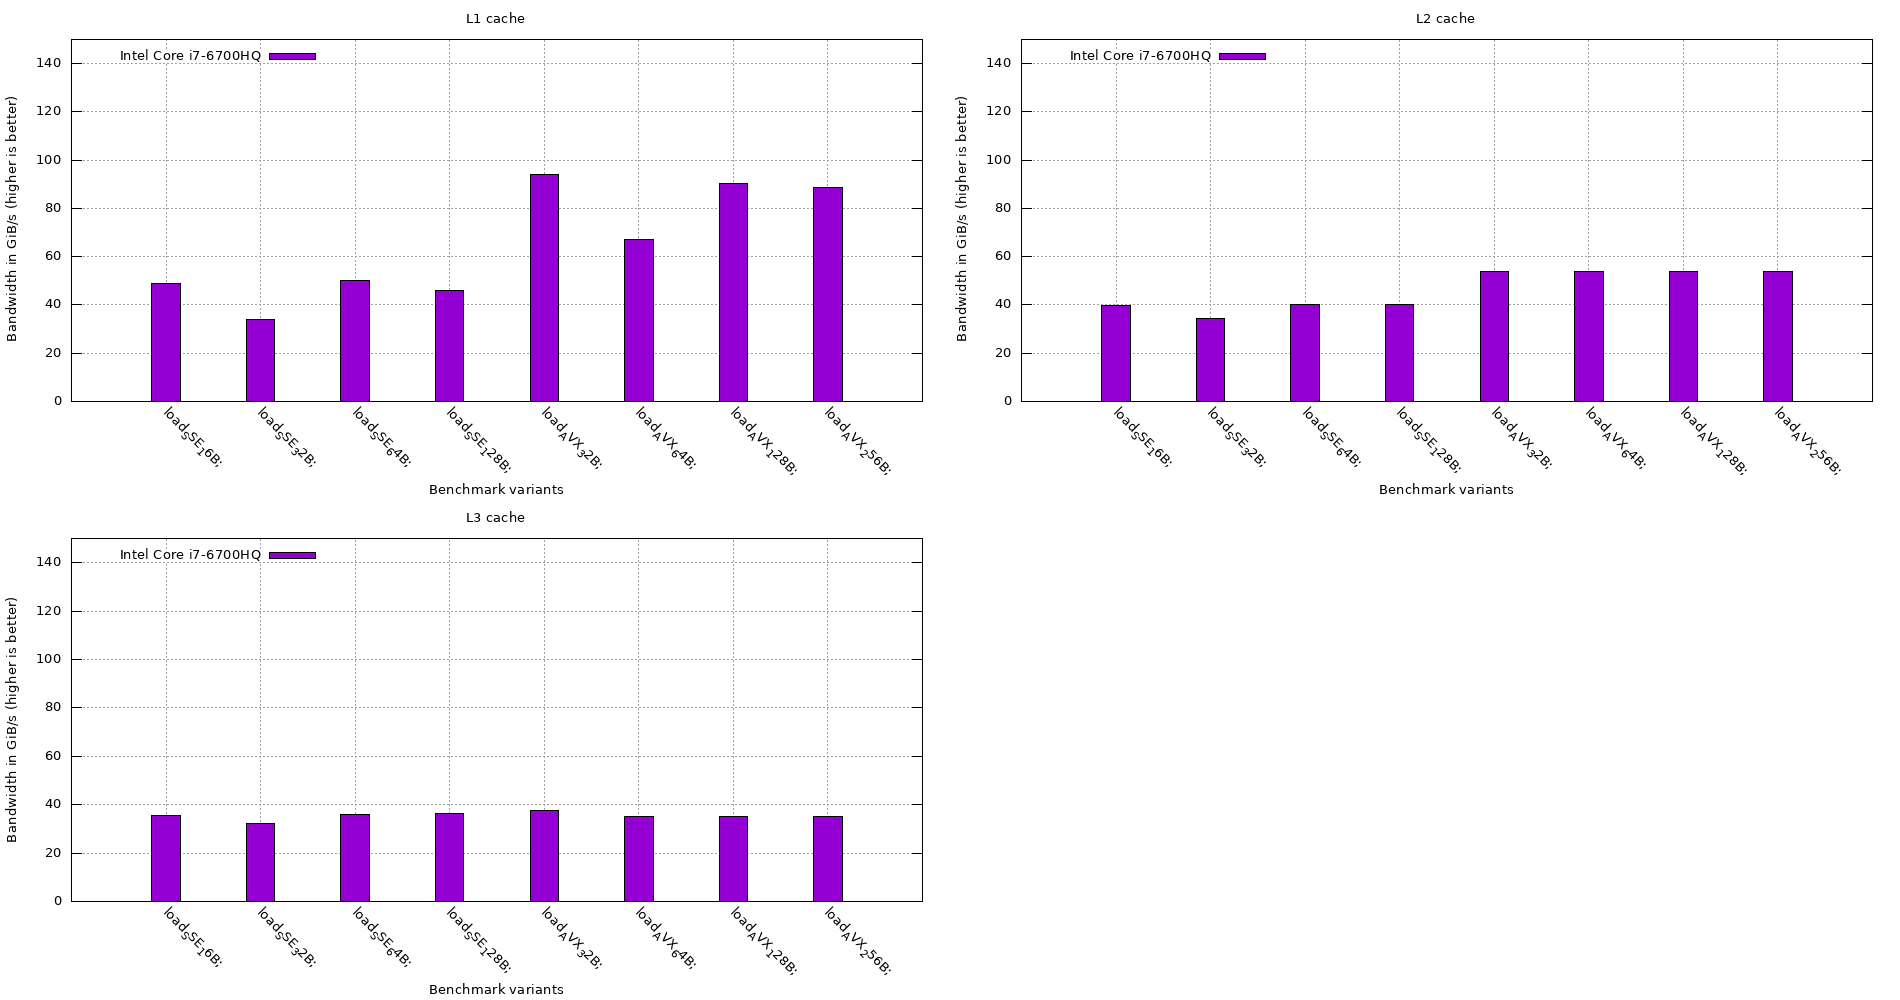 L1 cache
Intel Core i7-6700HQ
140
120
100
80
60
40
20
0
Bandwidth in GiB/s (higher is better)
loadSSE16B;
loadSSE32B;
loadSSE64B;
loadSSE128B;
loadAVX32B;
loadAVX64B;
loadAVX128B;
loadAVX256B;
Benchmark variants
L2 cache
Intel Core i7-6700HQ
140
120
100
80
60
40
20
0
Bandwidth in GiB/s (higher is better)
loadSSE16B;
loadSSE32B;
loadSSE64B;
loadSSE128B;
loadAVX32B;
loadAVX64B;
loadAVX128B;
loadAVX256B;
Benchmark variants
L3 cache
Intel Core i7-6700HQ
140
120
100
80
60
40
20
0
Bandwidth in GiB/s (higher is better)
loadSSE16B;
loadSSE32B;
loadSSE64B;
loadSSE128B;
loadAVX32B;
loadAVX64B;
loadAVX128B;
loadAVX256B;
Benchmark variants